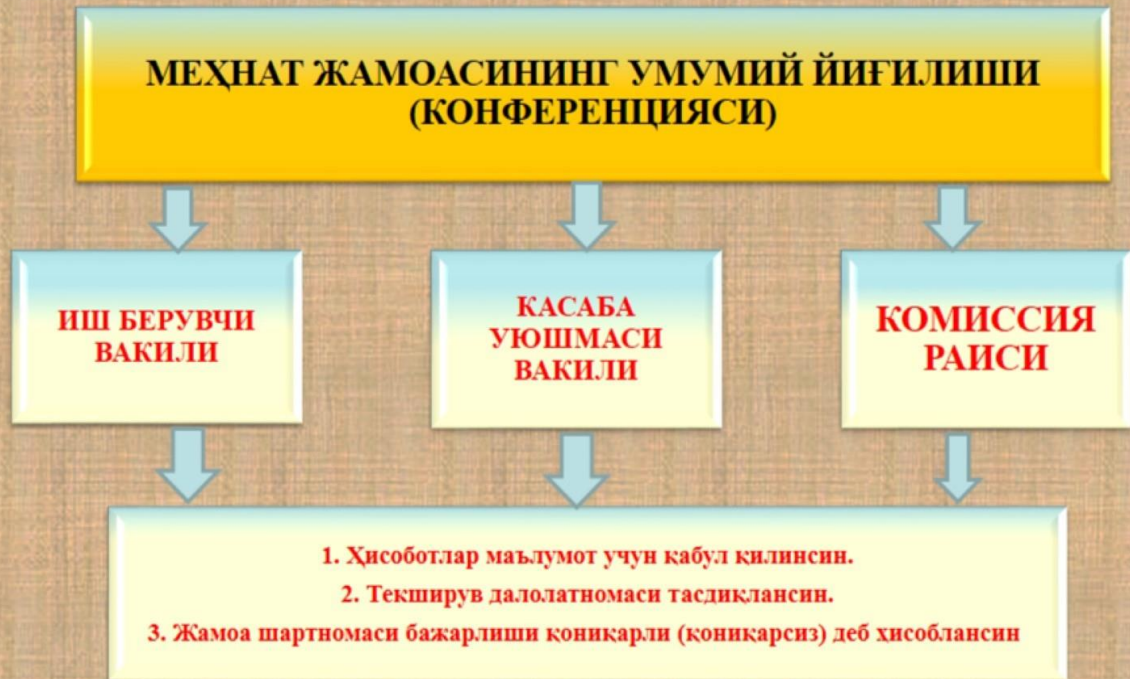 МЕҲНАТ ЖАМОАСИНИНГ УМУМИЙ ЙИҒИЛИШИ
(КОНФЕРЕНЦИЯСИ)
ИШ БЕРУВЧИ
ВАКИЛИ
КАСАБА
УЮШМАСИ
ВАКИЛИ
КОМИССИЯ
РАИСИ
1. Ҳисоботлар маълумот учун қабул қилинсин.
2. Текширув далолатномаси тасдиқлансин.
3. Жамоа шартномаси бажарлиши қониқарли (қониқарсиз) деб ҳисоблансин